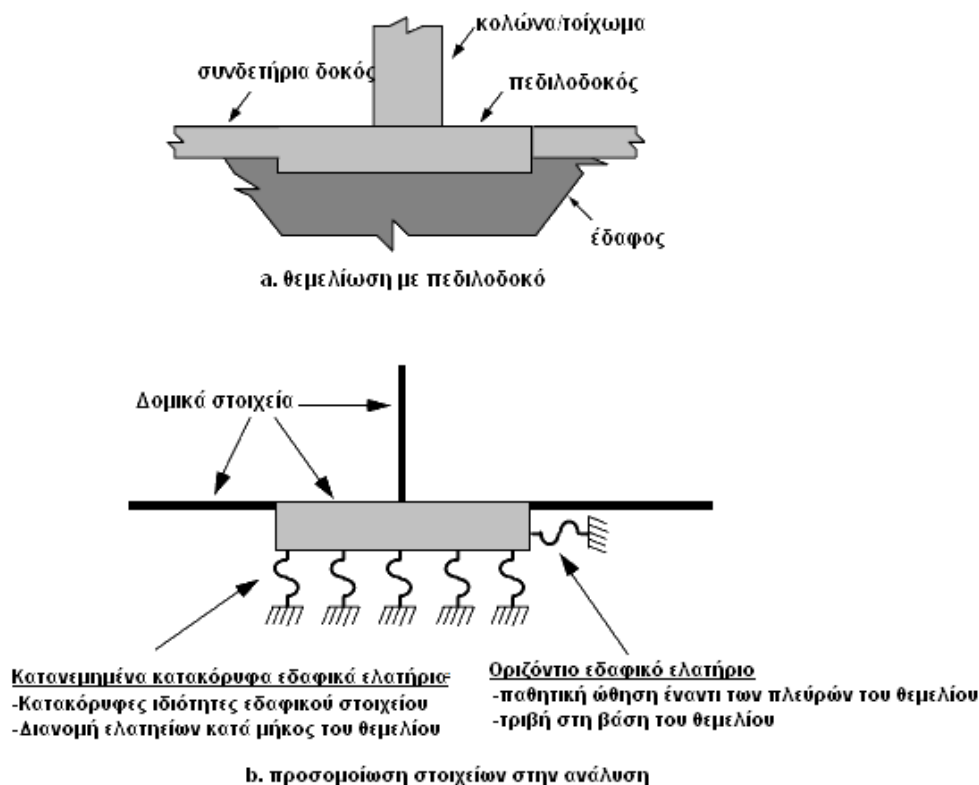 κολώνα/τοίχωμα
συνδετήρια δοκός
πεδιλοδοκός
έδαφος
a. θεμελίωση με πεδιλοδοκό
Δομικά στοιχεία
Κατανεμημένα κατακόρυφα εδαφικά ελατήρια
-Κατακόρυφες ιδιότητες εδαφικού στοιχείου
-Διανομή ελατηείων κατά μήκος του θεμελίου
Οριζόντιο εδαφικό ελατήριο
-παθητική ώθηση έναντι των πλεύρών του θεμελίου
-τριβή στη βάση του θεμελίου
b. προσομοίωση στοιχείων στην ανάλυση